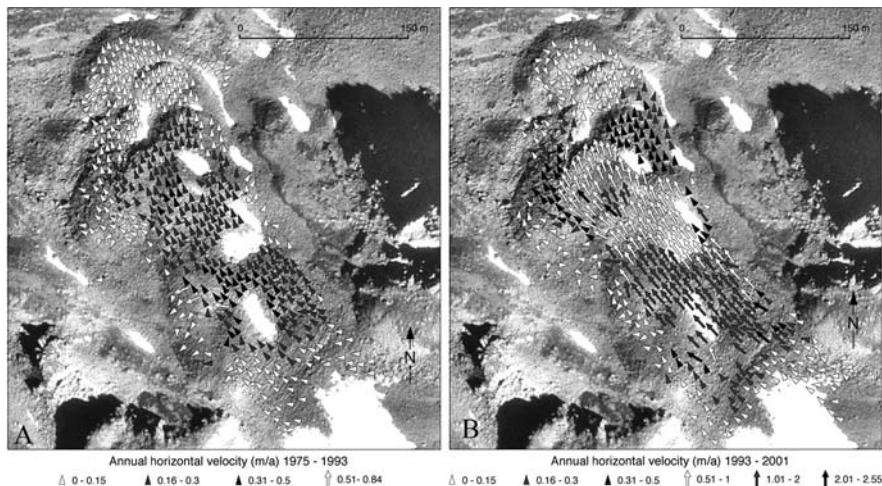 0 150 m
N
A
Annual horizontal velocity (m/a) 1975 - 1993
0 - 0.15 0.16 - 0.3 0.31 - 0.5 0.51- 0.84
0 150 m
N
B
Annual horizontal velocity (m/a) 1993 - 2001
0 - 0.15 0.16 - 0.3 0.31 - 0.5 0.51 - 1 1.01 - 2 2.01 - 2.55